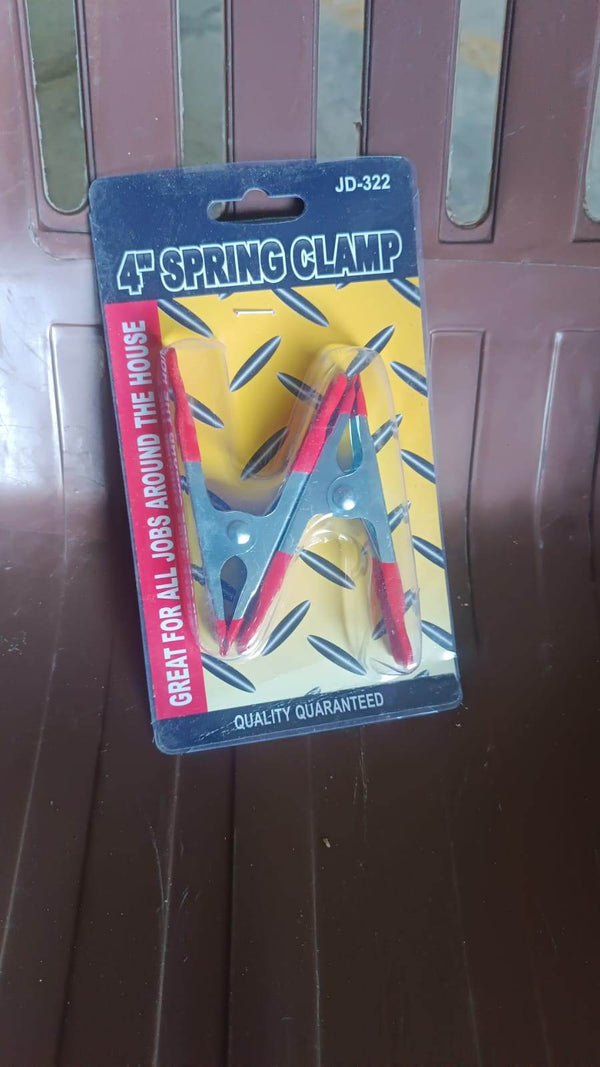 JD-322
4" SPRING CLAMP
GREAT FOR ALL JOBS AROUND THE HOUSE
QUALITY QUARANTEED